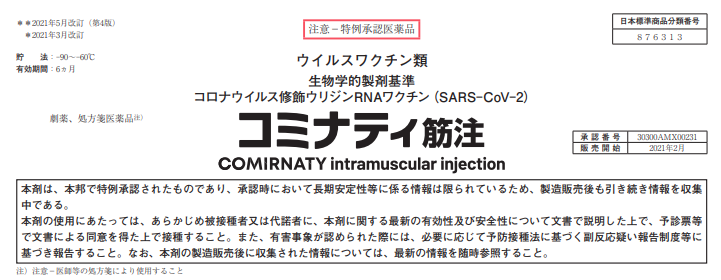 ＊＊2021年5月改訂（第4版）
＊2021年3月改訂
注意－特例承認医薬品
日本標準商品分類番号
876313
貯　法：-90～-60℃
有効期間：6ヵ月
ウイルスワクチン類
生物学的製剤基準
コロナウイルス修飾ウリジンRNAワクチン（SARS-CoV-2）
劇薬、処方箋医薬品注）
コミナティ筋注
COMIRNATY intramuscular injection
承認番号 30300AMX00231
販売開始 2021年2月
本剤は、本邦で特例承認されたものであり、承認時において長期安定性等に係る情報は限られているため、製造販売後も引き続き情報を収集
中である。
本剤の使用にあたっては、あらかじめ被接種者又は代諾者に、本剤に関する最新の有効性及び安全性について文書で説明した上で、予診票等
で文書による同意を得た上で接種すること。また、有害事象が認められた際には、必要に応じて予防接種法に基づく副反応疑い報告制度等に
基づき報告すること。なお、本剤の製造販売後に収集された情報については、最新の情報を随時参照すること。
注）注意－医師等の処方箋により使用すること